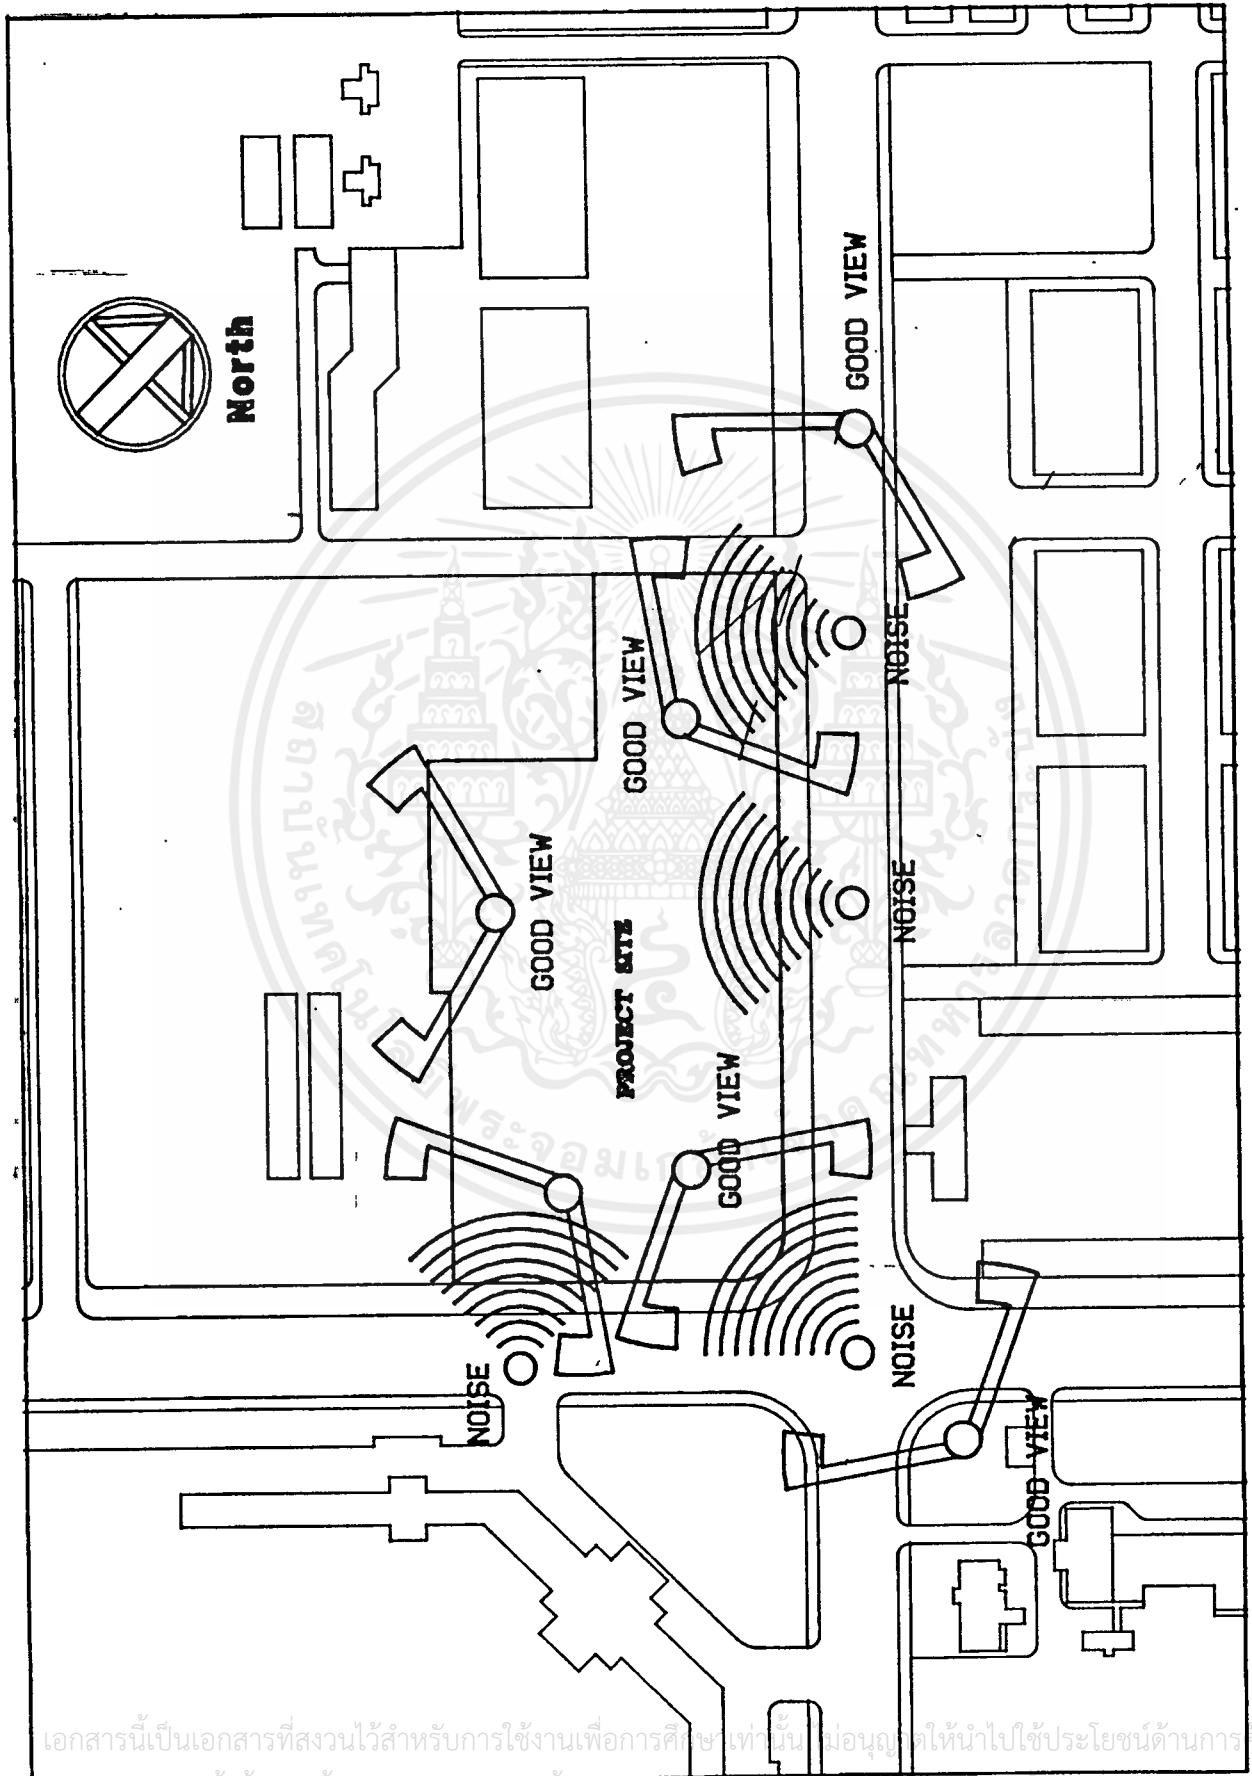 North
GOOD VIEW
NOISE
GOOD VIEW
GOOD VIEW
NOISE
PROJECT SITE
GOOD VIEW
NOISE
NOISE
GOOD VIEW
เอกสารนี้เป็นเอกสารที่สงวนไว้สำหรับการใช้งานเพื่อการศึกษาเท่านั้น ไม่อนุญาตให้นำไปใช้ประโยชน์ด้านการ